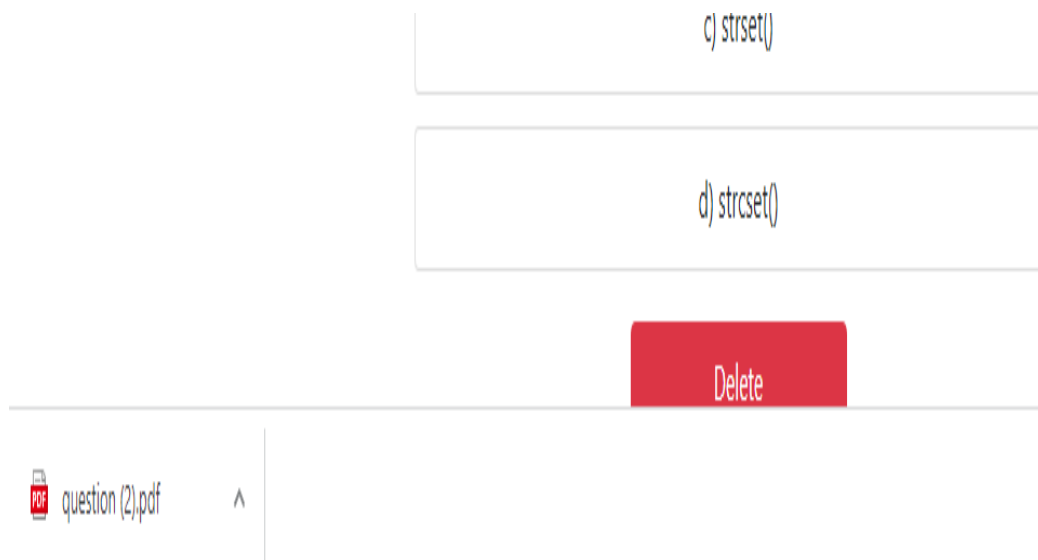 c) strset()
d) strcset()
Delete
PDF question (2).pdf